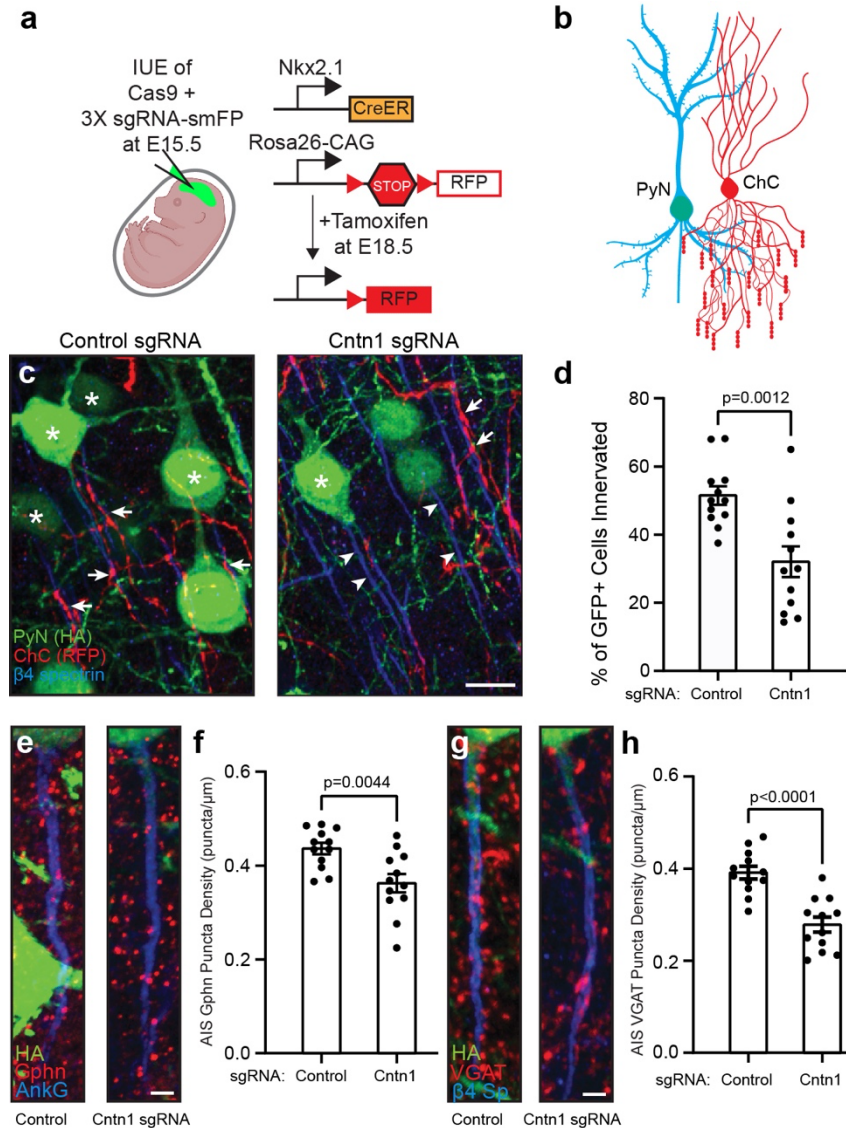 a
IUE of
Cas9 +
3X sgRNA-smFP
at E15.5
Nkx2.1
CreER
Rosa26-CAG
STOP
RFP
+Tamoxifen
at E18.5
RFP
b
PyN
ChC
Control sgRNA
Cntn1 sgRNA
c
* * * * *
PyN (HA)
ChC (RFP)
β4 spectrin
d
% of GFP+ Cells Innervated
80
60
40
20
0
p=0.0012
sgRNA: Control Cntn1
e
HA
Gphn
AnkG
Control
Cntn1 sgRNA
f
AIS Gphn Puncta Density (puncta/μm)
0.6
0.4
0.2
0.0
p=0.0044
sgRNA: Control Cntn1
g
HA
VGAT
β4 Sp
Control
Cntn1 sgRNA
h
AIS VGAT Puncta Density (puncta/μm)
0.6
0.4
0.2
0.0
p<0.0001
sgRNA: Control Cntn1